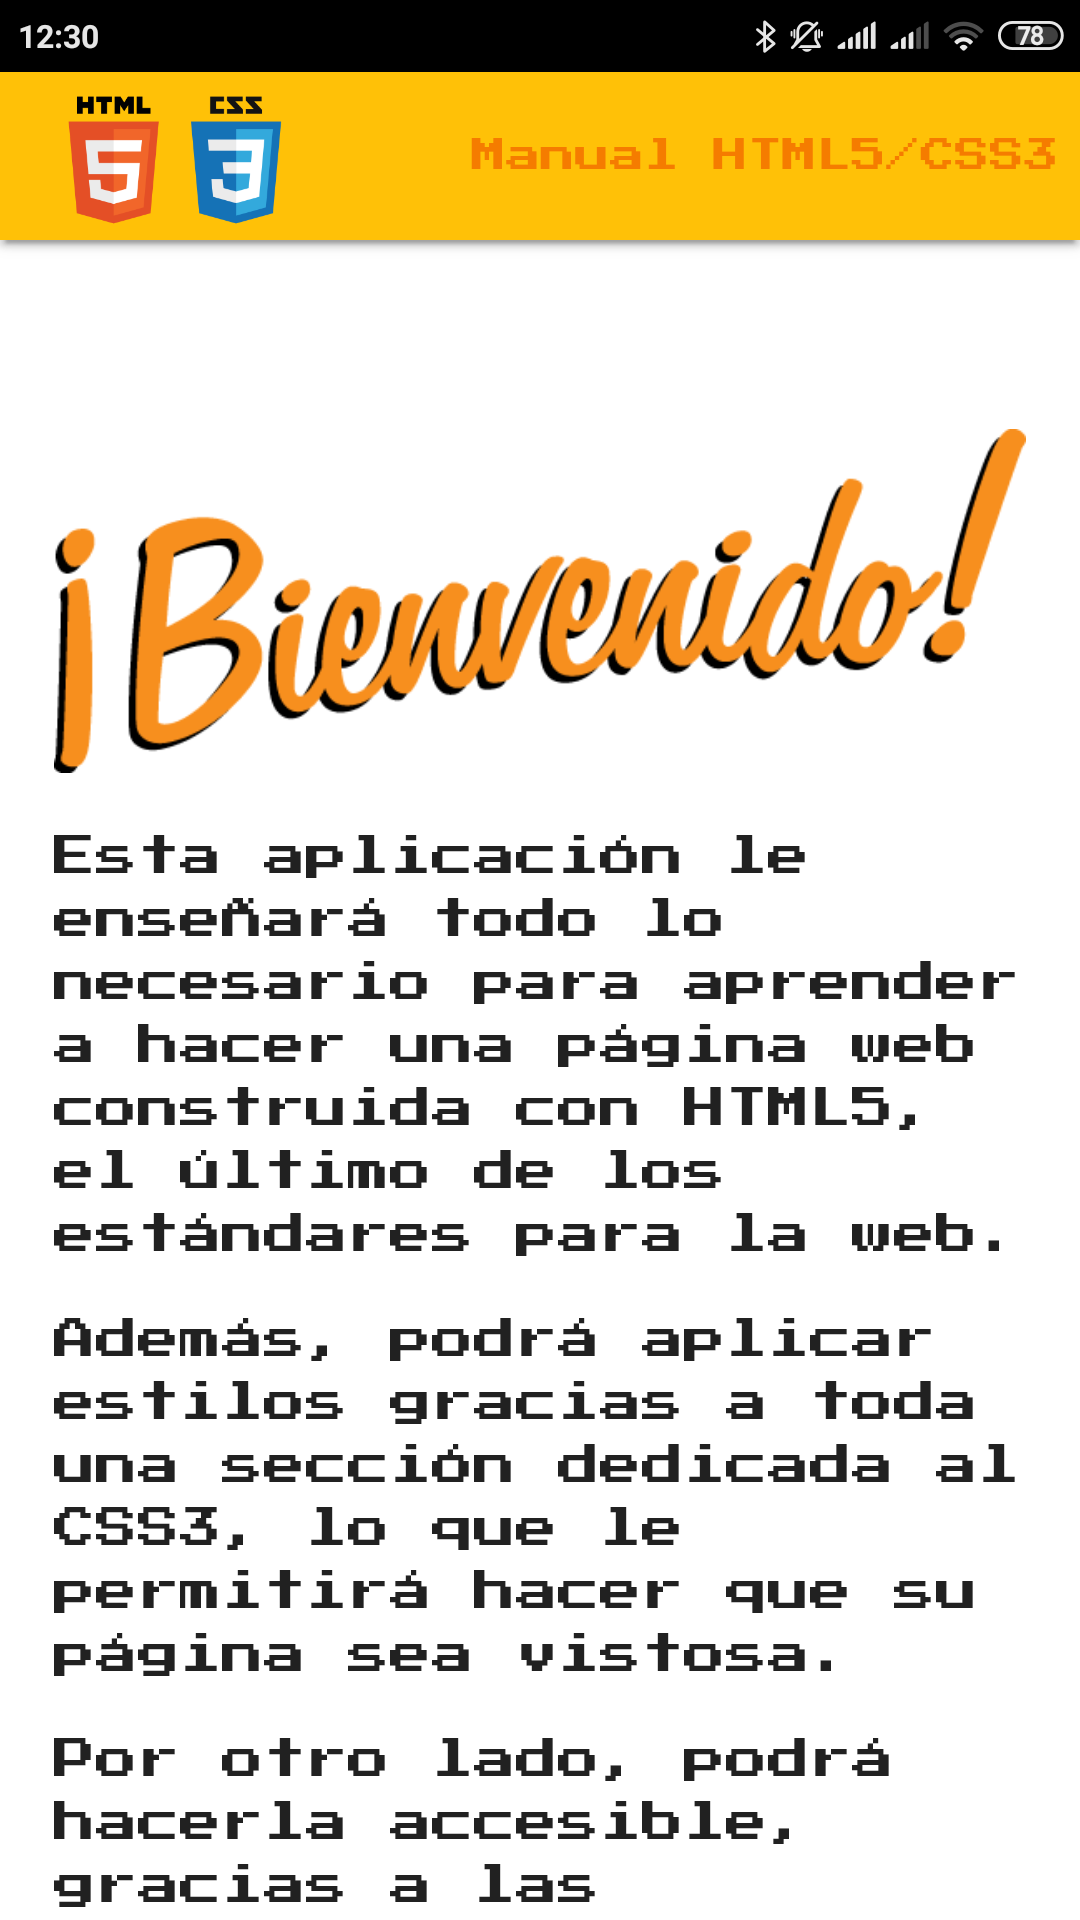 12:30
78
HTML CSS
5 3
Manual HTML5/CSS3
¡Bienvenido!
Esta aplicación le
enseñará todo lo
necesario para aprender
a hacer una página web
construida con HTML5,
el último de los
estándares para la web.
Además, podrá aplicar
estilos gracias a toda
una sección dedicada al
CSS3, lo que le
permitirá hacer que su
página sea vistosa.
Por otro lado, podrá
hacerla accesible,
gracias a las